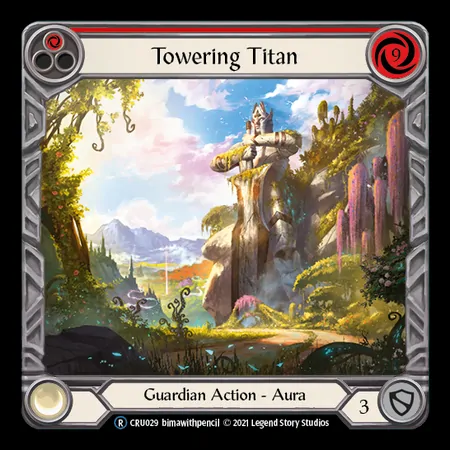 Towering Titan
9
Guardian Action - Aura
3
R CRU029 bimawithpencil © 2021 Legend Story Studios